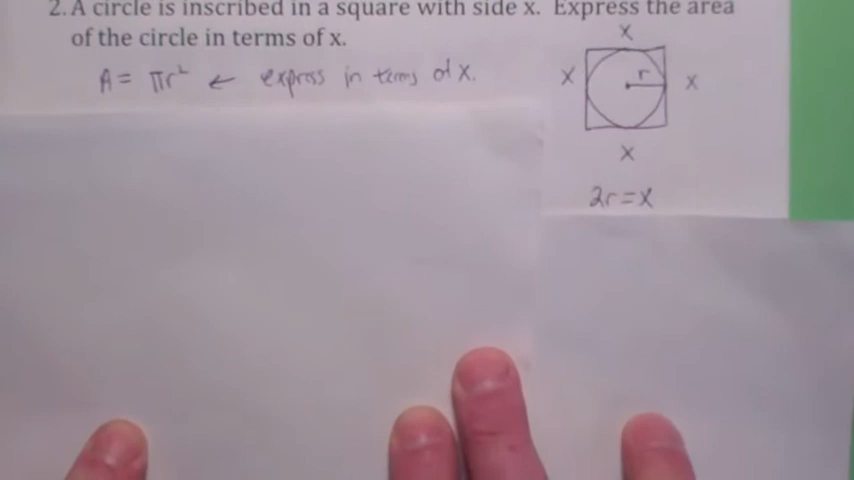 2. A circle is inscribed in a square with side x. Express the area
of the circle in terms of x.
A = πr² ← express in terms of x.
x
x
r
x
x
2r=x